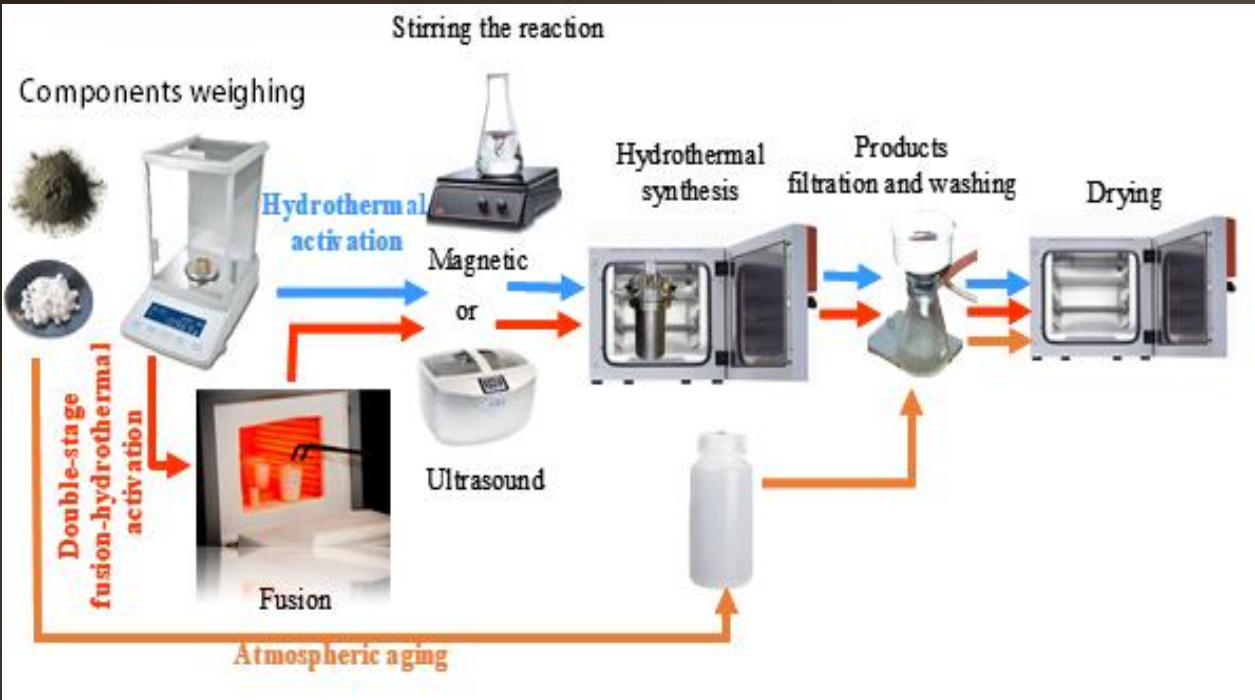 Stirring the reaction
Components weighing
Hydrothermal
activation
Magnetic
or
Ultrasound
Hydrothermal
synthesis
Products
filtration and washing
Drying
Double-stage
fusion-hydrothermal
activation
Fusion
Atmospheric aging